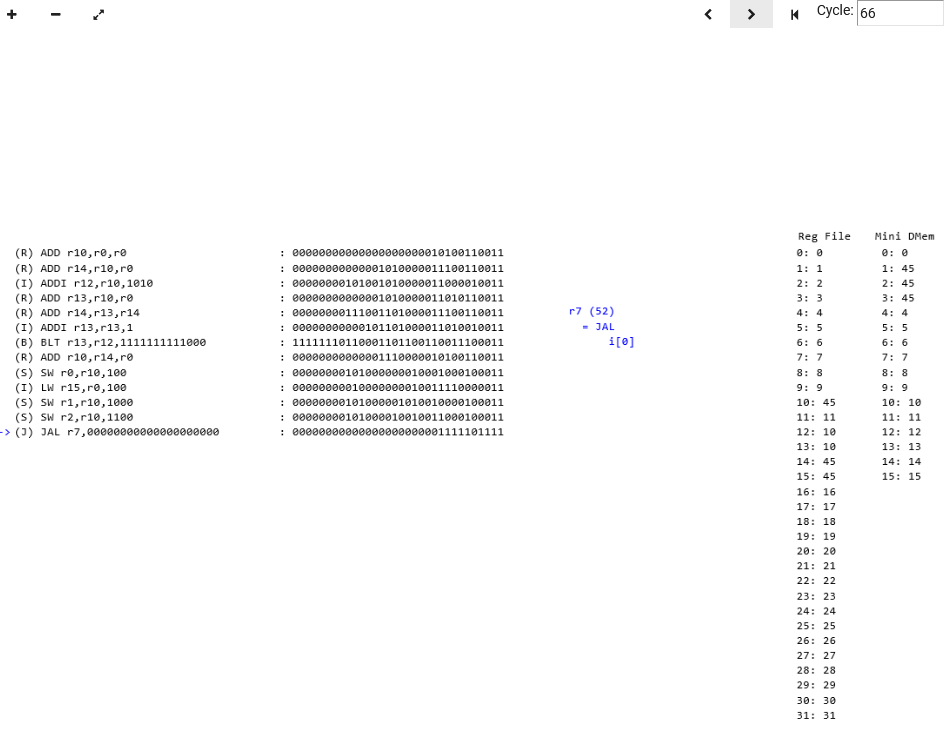 Cycle: 66
(R) ADD r10,r0,r0 : 00000000000000000000010100110011
(R) ADD r14,r10,r0 : 00000000000001010000011100110011
(I) ADDI r12,r10,1010 : 00000000101001010000011000010011
(R) ADD r13,r10,r0 : 00000000000001010000011010110011
(R) ADD r14,r13,r14 : 00000000111001101000011100110011
(I) ADDI r13,r13,1 : 00000000000101101000011010010011
(B) BLT r13,r12,1111111111000 : 11111110110001101100110011100011
(R) ADD r10,r14,r0 : 00000000000001110000010100110011
(S) SW r0,r10,100 : 00000000101000000010001000100011
(I) LW r15,r0,100 : 00000000010000000010011110000011
(S) SW r1,r10,1000 : 00000000101000001010010000100011
(S) SW r2,r10,1100 : 00000000101000010010011000100011
-> (J) JAL r7,00000000000000000000 : 00000000000000000000001111101111
r7 (52)
= JAL
i[0]
Reg File
0: 0
1: 1
2: 2
3: 3
4: 4
5: 5
6: 6
7: 7
8: 8
9: 9
10: 45
11: 11
12: 10
13: 10
14: 45
15: 45
16: 16
17: 17
18: 18
19: 19
20: 20
21: 21
22: 22
23: 23
24: 24
25: 25
26: 26
27: 27
28: 28
29: 29
30: 30
31: 31
Mini DMem
0: 0
1: 45
2: 45
3: 45
4: 4
5: 5
6: 6
7: 7
8: 8
9: 9
10: 10
11: 11
12: 12
13: 13
14: 14
15: 15